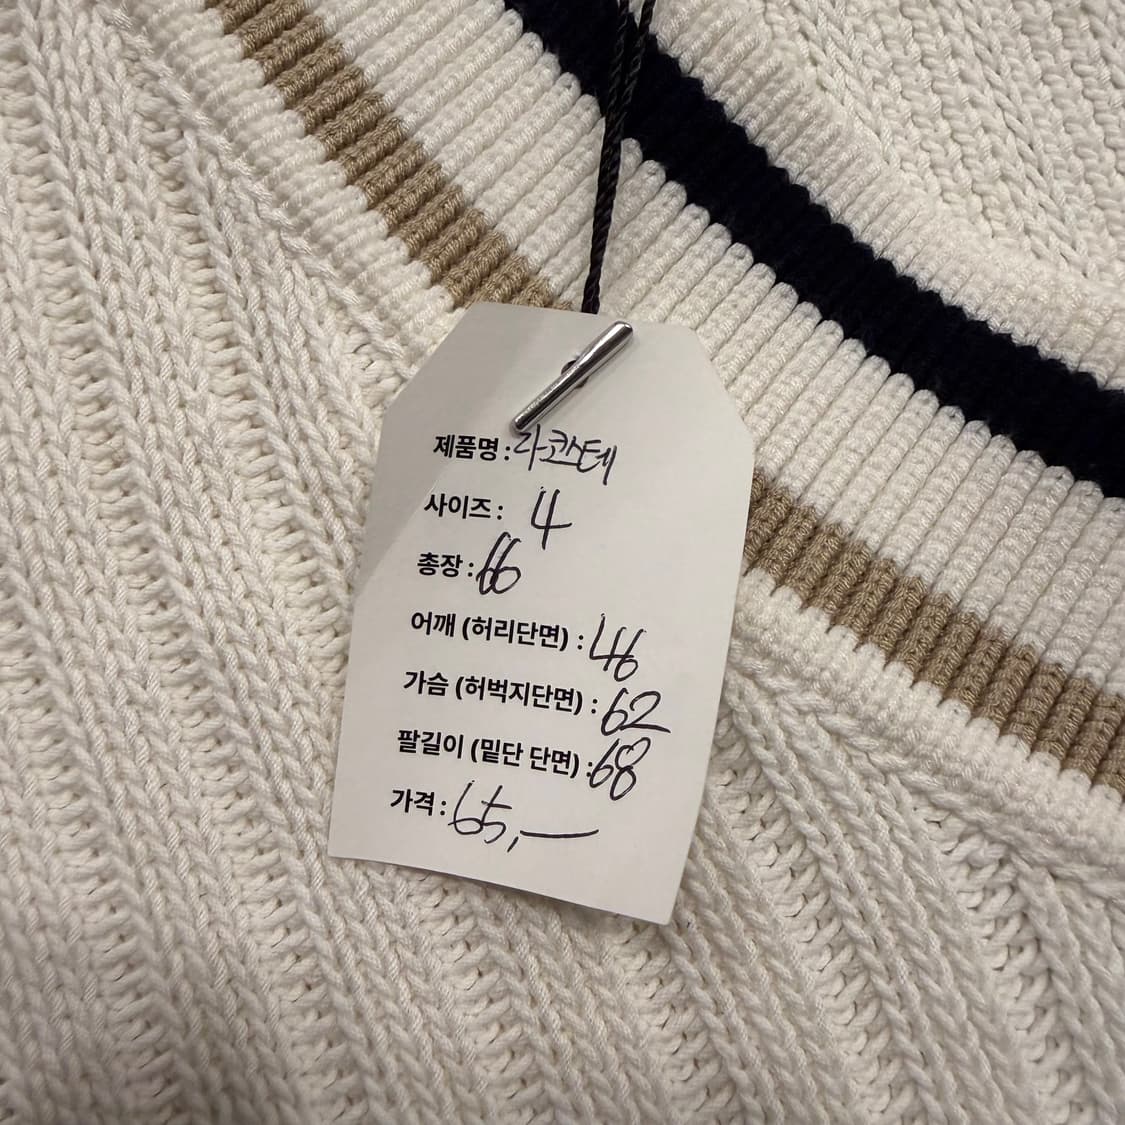 제품명 : 라코스테
사이즈 : 4
총장 : 66
어깨 (허리단면) : 46
가슴 (허벅지단면) : 62
팔길이 (밑단 단면) : 68
가격 : 65,—